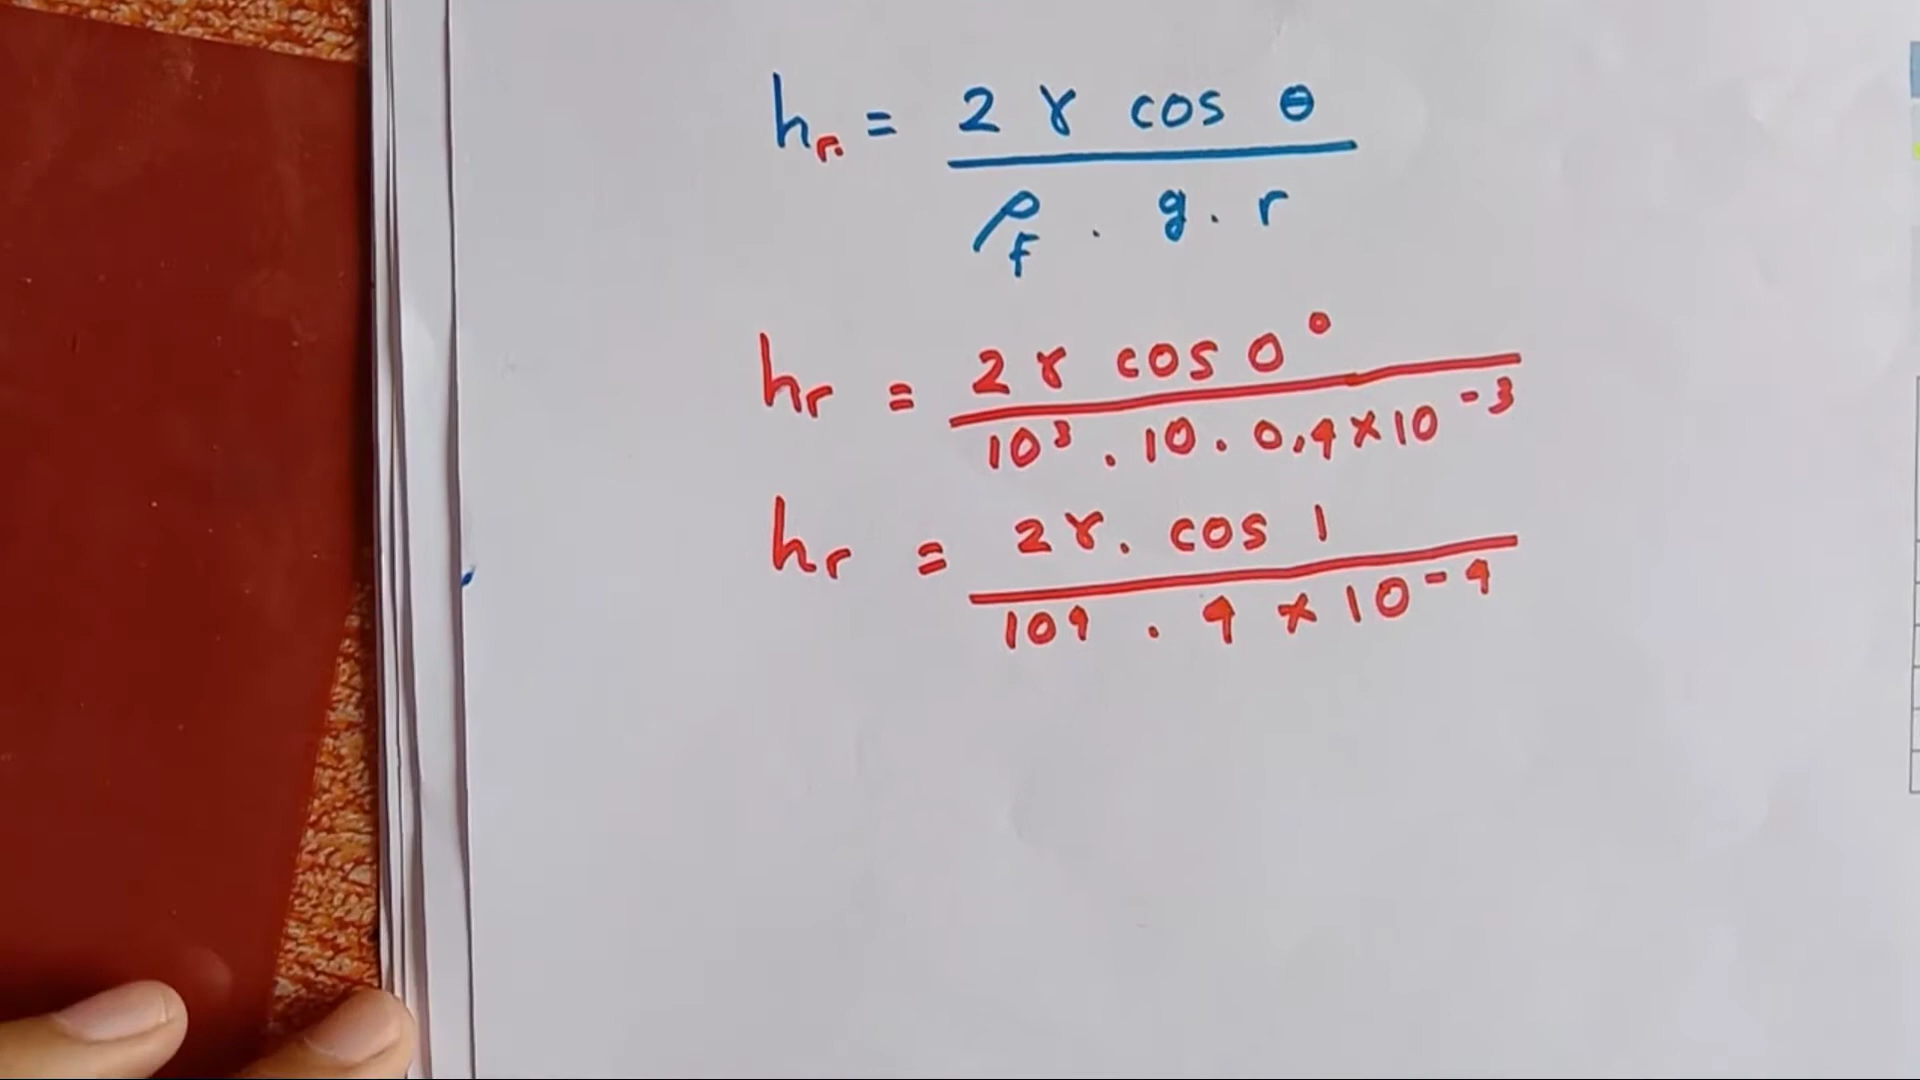 hr. = 2 γ cos θ
ρf . g . r
hr = 2 γ cos 0°
10³ . 10 . 0,4 × 10⁻³
hr = 2 γ . cos 1
104 . 4 × 10⁻⁴